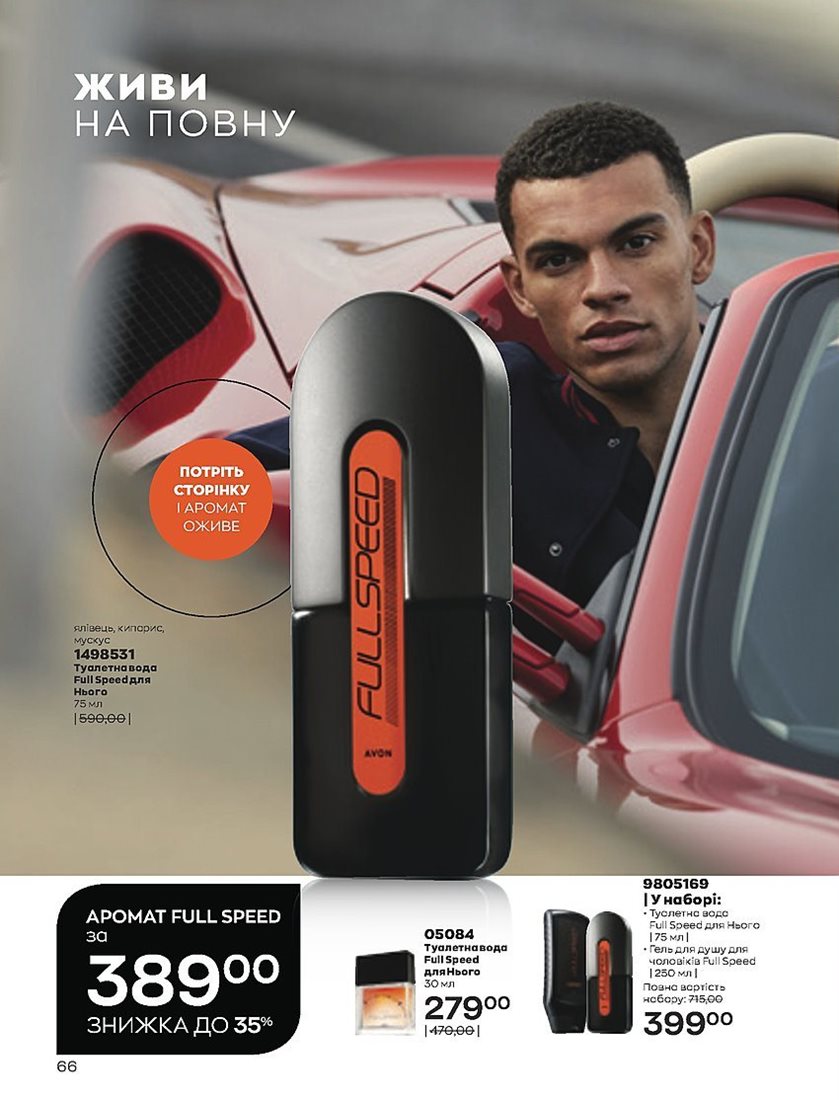 ЖИВИ
НА ПОВНУ
ПОТРІТЬ
СТОРІНКУ
І АРОМАТ
ОЖИВЕ
FULL SPEED
AVON
ялівець, кипарис,
мускус
1498531
Туалетна вода
Full Speed для
Нього
75 мл
| 590,00 |
АРОМАТ FULL SPEED
за
389⁰⁰
ЗНИЖКА ДО 35%
05084
Туалетна вода
Full Speed
для Нього
30 мл
279⁰⁰
| 470,00 |
9805169
| У наборі:
• Туалетна вода
Full Speed для Нього
| 75 мл |
• Гель для душу для
чоловіків Full Speed
| 250 мл |
Повна вартість
набору: 715,00
399⁰⁰
66